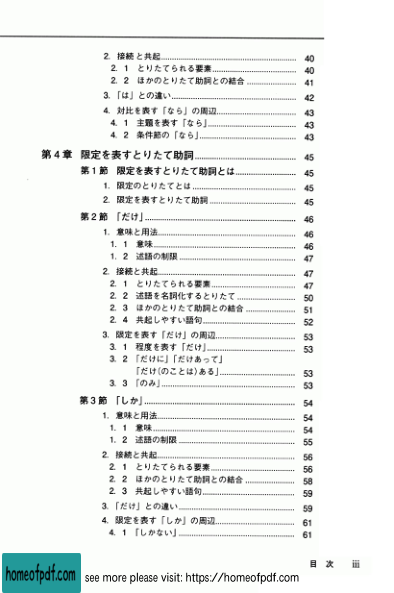 2. 接続と共起 40
2. 1 とりたてられる要素 40
2. 2 ほかのとりたて助詞との結合 41
3. 「は」との違い 42
4. 対比を表す「なら」の周辺 43
4. 1 主題を表す「なら」 43
4. 2 条件節の「なら」 43
第4章 限定を表すとりたて助詞 45
第1節 限定を表すとりたて助詞とは 45
1. 限定のとりたてとは 45
2. 限定を表すとりたて助詞 45
第2節 「だけ」 46
1. 意味と用法 46
1. 1 意味 46
1. 2 述語の制限 47
2. 接続と共起 47
2. 1 とりたてられる要素 47
2. 2 述語を名詞化するとりたて 50
2. 3 ほかのとりたて助詞との結合 51
2. 4 共起しやすい語句 52
3. 限定を表す「だけ」の周辺 53
3. 1 程度を表す「だけ」 53
3. 2 「だけに」「だけあって」
「だけ(のことは)ある」 53
3. 3 「のみ」 53
第3節 「しか」 54
1. 意味と用法 54
1. 1 意味 54
1. 2 述語の制限 55
2. 接続と共起 56
2. 1 とりたてられる要素 56
2. 2 ほかのとりたて助詞との結合 58
2. 3 共起しやすい語句 59
3. 「だけ」との違い 59
4. 限定を表す「しか」の周辺 61
4. 1 「しかない」 61
目 次 iii
homeofpdf.com see more please visit: https://homeofpdf.com